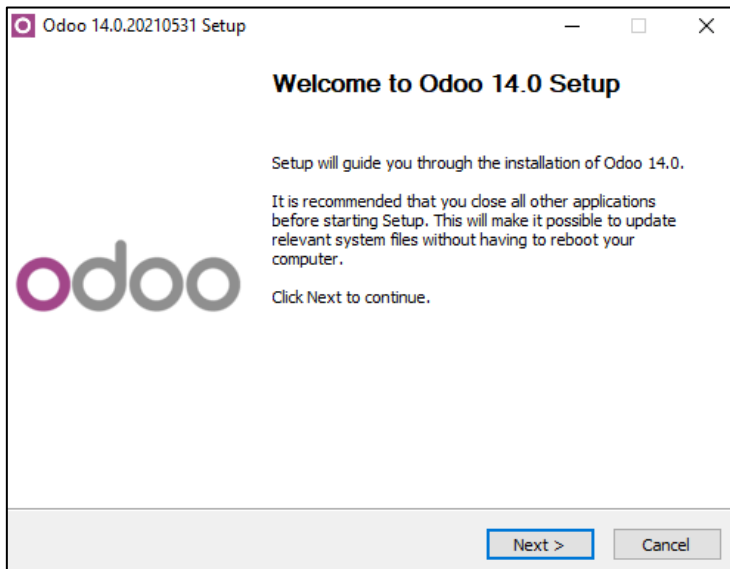 Odoo 14.0.20210531 Setup
Welcome to Odoo 14.0 Setup
Setup will guide you through the installation of Odoo 14.0.
It is recommended that you close all other applications
before starting Setup. This will make it possible to update
relevant system files without having to reboot your
computer.
odoo
Click Next to continue.
Next >
Cancel